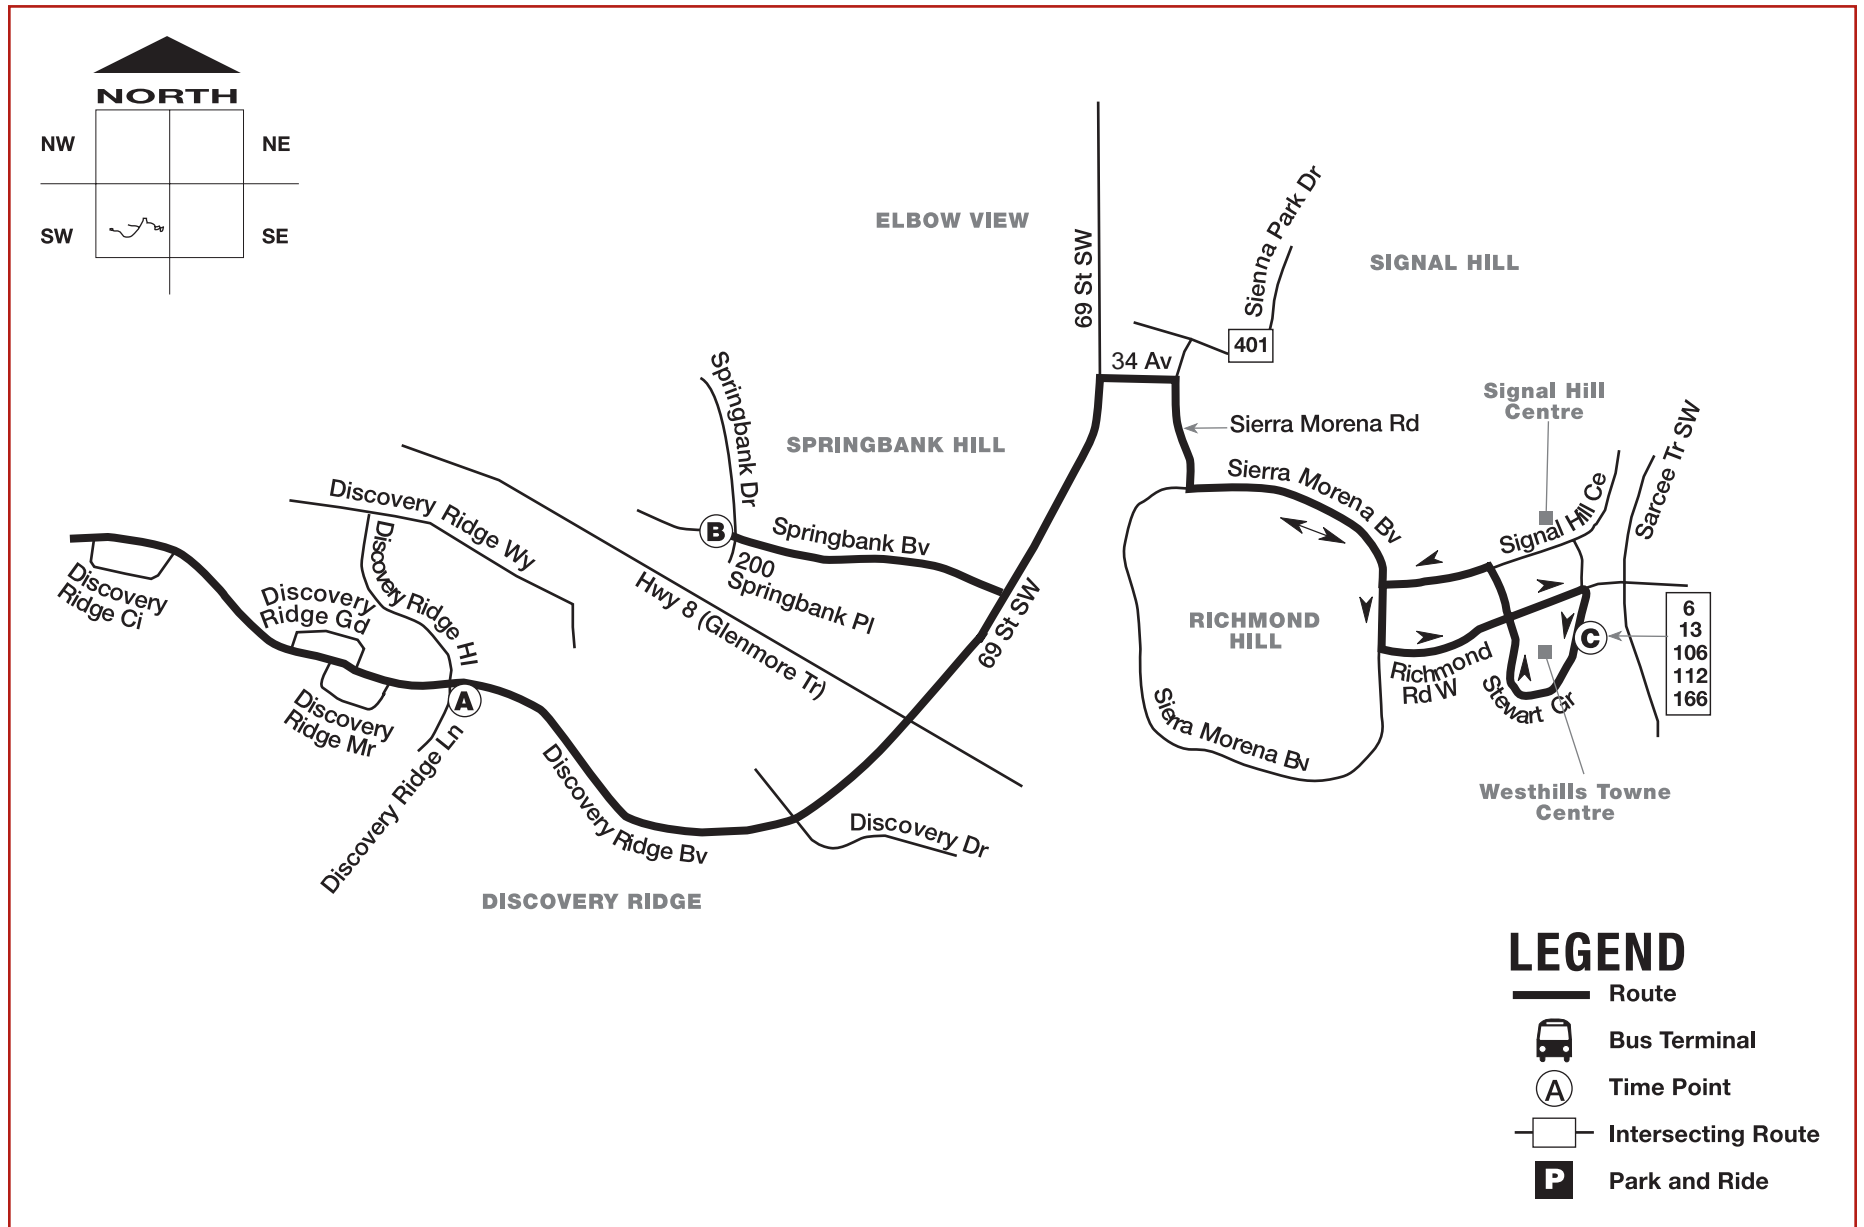 NORTH
NW
NE
SW
SE
ELBOW VIEW
69 St SW
Sienna Park Dr
SIGNAL HILL
401
34 Av
Sierra Morena Rd
Signal Hill
Centre
Springbank Dr
SPRINGBANK HILL
Sierra Morena Bv
Signal Hill Ce
Sarcee Tr SW
Discovery Ridge Wy
B
Springbank Bv
200
Springbank Pl
Hwy 8 (Glenmore Tr)
69 St SW
Discovery
Ridge Ci
Discovery
Ridge Gd
Discovery Ridge Hl
RICHMOND
HILL
C
6
13
106
112
166
Richmond
Rd W
Stewart Gr
A
Discovery
Ridge Mr
Discovery Ridge Ln
Sierra Morena Bv
Discovery Ridge Bv
Discovery Dr
Westhills Towne
Centre
DISCOVERY RIDGE
LEGEND
Route
Bus Terminal
A
Time Point
Intersecting Route
P
Park and Ride